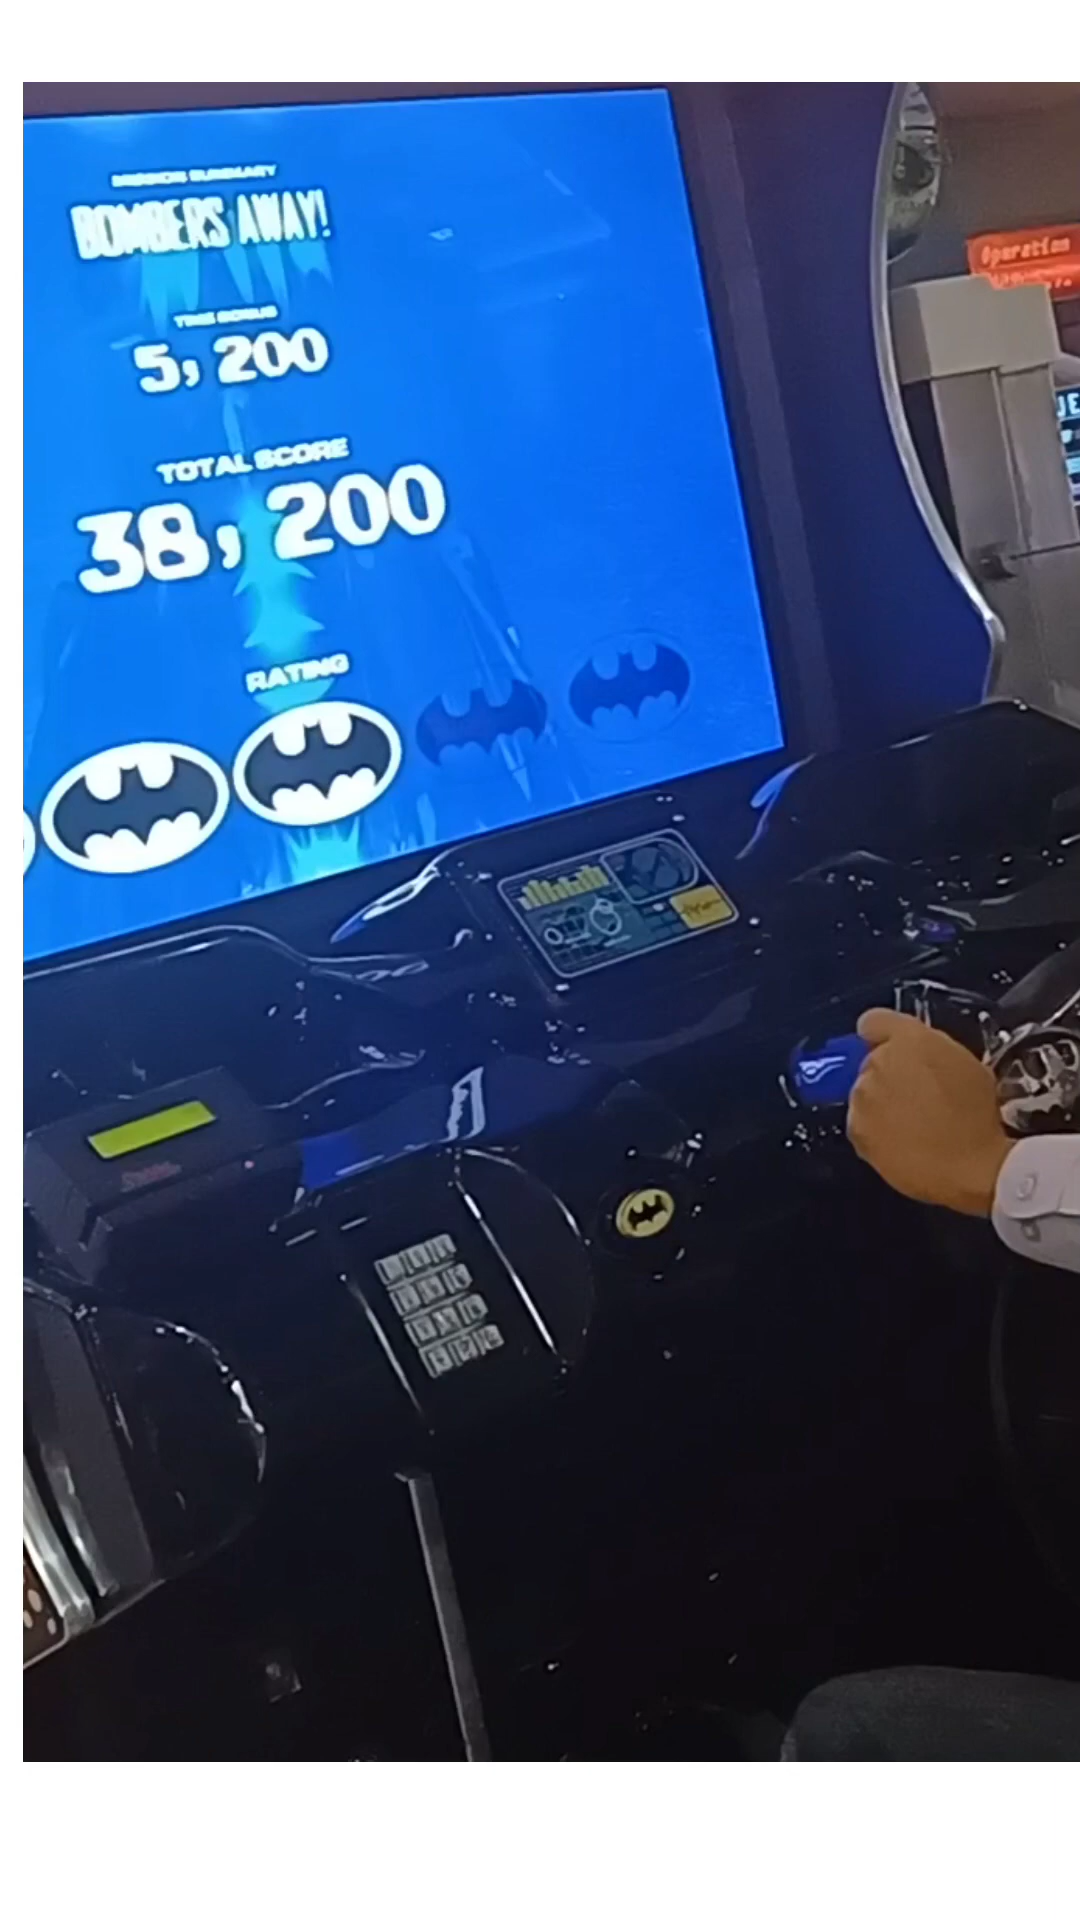 MISSION SUMMARY
BOMBERS AWAY!
TIME BONUS
5,200
TOTAL SCORE
38,200
RATING
Operation